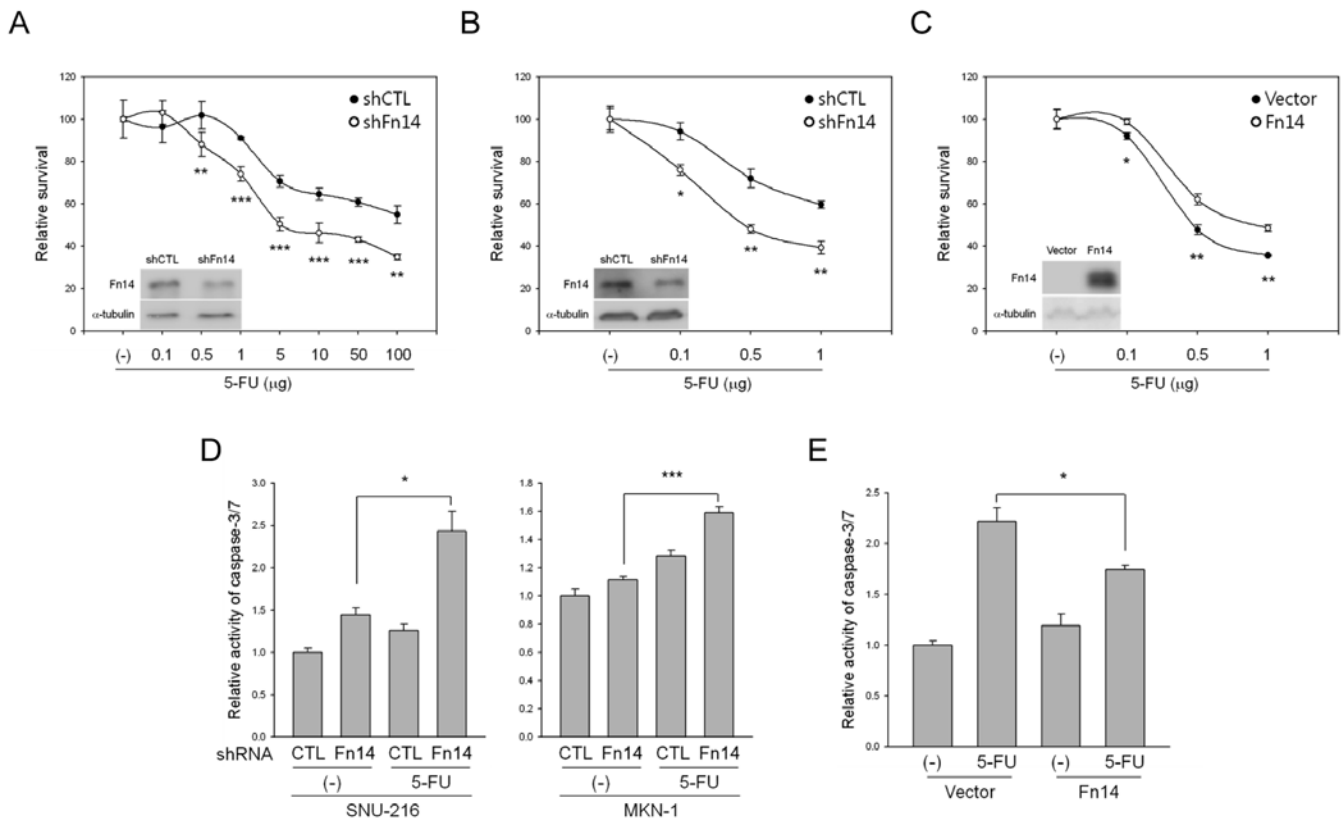 A
B
C
Relative survival
120
100
80
60
40
20
0
shCTL
shFn14
**
***
***
***
***
**
shCTL shFn14
Fn14
α-tubulin
(-) 0.1 0.5 1 5 10 50 100
5-FU (μg)
Relative survival
120
100
80
60
40
20
0
shCTL
shFn14
*
**
**
shCTL shFn14
Fn14
α-tubulin
(-) 0.1 0.5 1
5-FU (μg)
Relative survival
120
100
80
60
40
20
0
Vector
Fn14
*
**
**
Vector Fn14
Fn14
α-tubulin
(-) 0.1 0.5 1
5-FU (μg)
D
Relative activity of caspase-3/7
3.0
2.5
2.0
1.5
1.0
0.5
0.0
*
shRNA CTL Fn14 CTL Fn14
(-) 5-FU
SNU-216
1.8
1.6
1.4
1.2
1.0
0.8
0.6
0.4
0.2
0.0
***
CTL Fn14 CTL Fn14
(-) 5-FU
MKN-1
E
Relative activity of caspase-3/7
2.5
2.0
1.5
1.0
0.5
0.0
*
(-) 5-FU (-) 5-FU
Vector Fn14